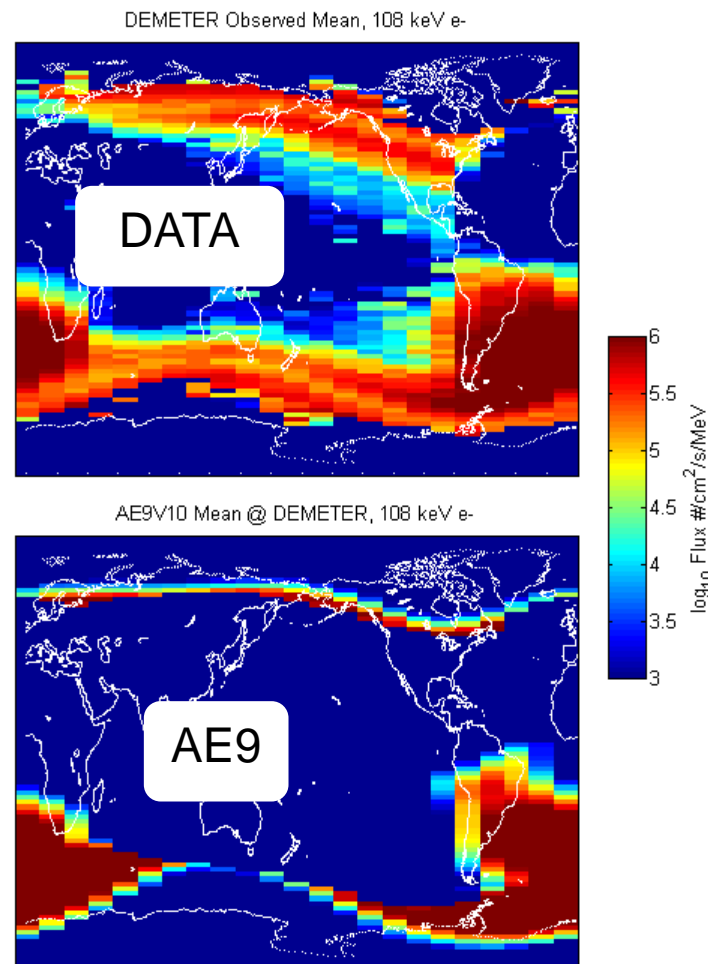 DEMETER Observed Mean, 108 keV e-
DATA
6
5.5
5
4.5
4
3.5
3
log10 Flux #/cm²/s/MeV
AE9V10 Mean @ DEMETER, 108 keV e-
AE9